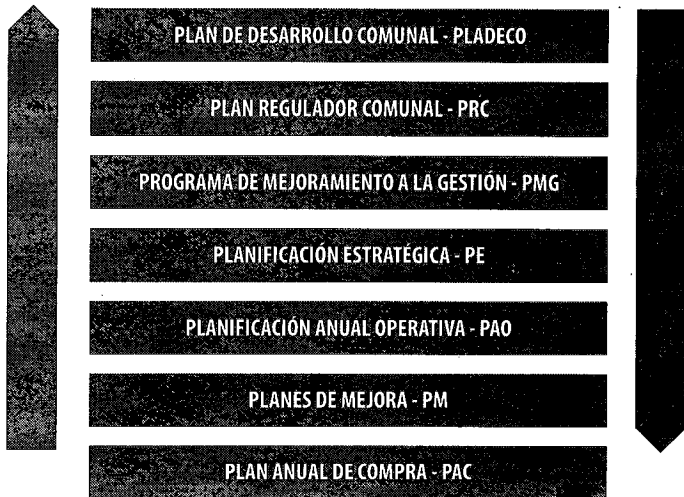 PLAN DE DESARROLLO COMUNAL - PLADECO
PLAN REGULADOR COMUNAL - PRC
PROGRAMA DE MEJORAMIENTO A LA GESTIÓN - PMG
PLANIFICACIÓN ESTRATÉGICA - PE
PLANIFICACIÓN ANUAL OPERATIVA - PAO
PLANES DE MEJORA - PM
PLAN ANUAL DE COMPRA - PAC